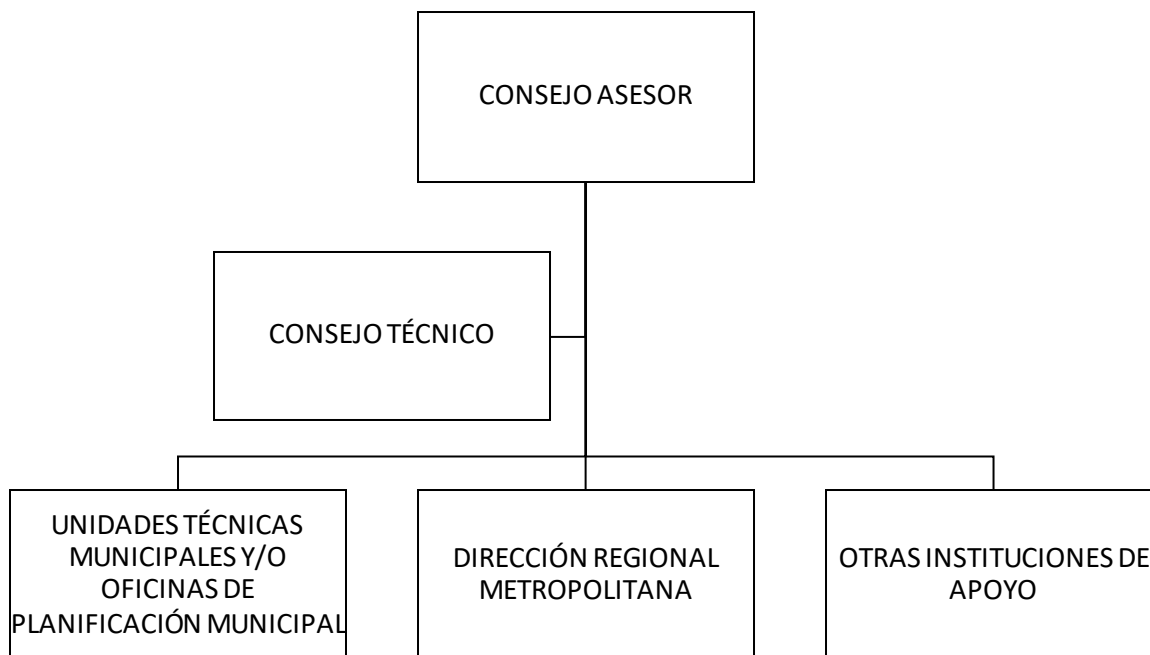 CONSEJO ASESOR
CONSEJO TÉCNICO
UNIDADES TÉCNICAS
MUNICIPALES Y/O
OFICINAS DE
PLANIFICACIÓN MUNICIPAL
DIRECCIÓN REGIONAL
METROPOLITANA
OTRAS INSTITUCIONES DE
APOYO